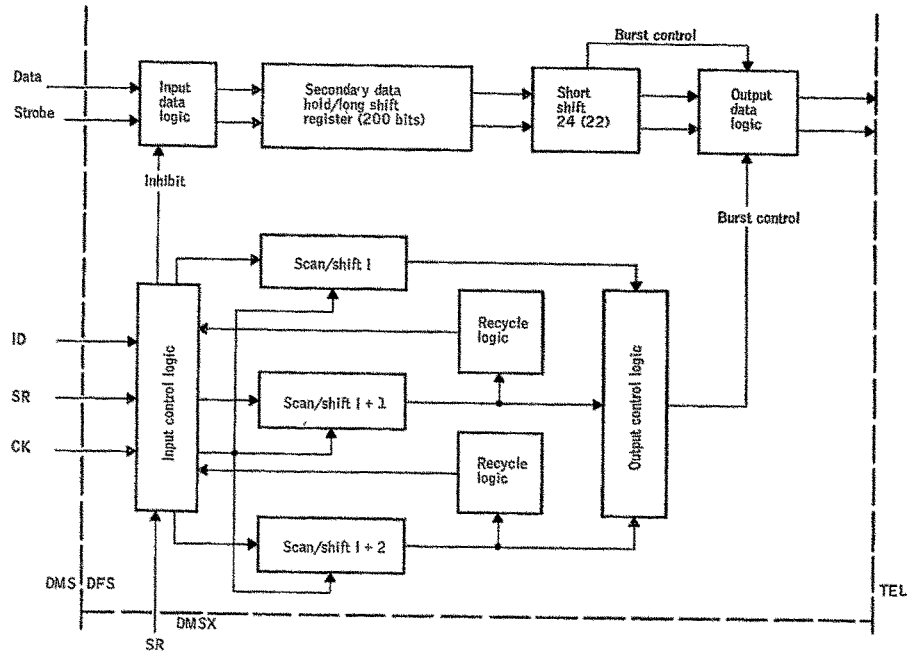 Burst control
Data
Strobe
Input
data
logic
Secondary data
hold/long shift
register (200 bits)
Short
shift
24 (22)
Output
data
logic
Inhibit
Burst control
Scan/shift I
ID
SR
CK
Input control logic
Recycle
logic
Scan/shift I + 1
Recycle
logic
Scan/shift I + 2
Output control logic
DMS
DFS
TEL
DMSX
SR